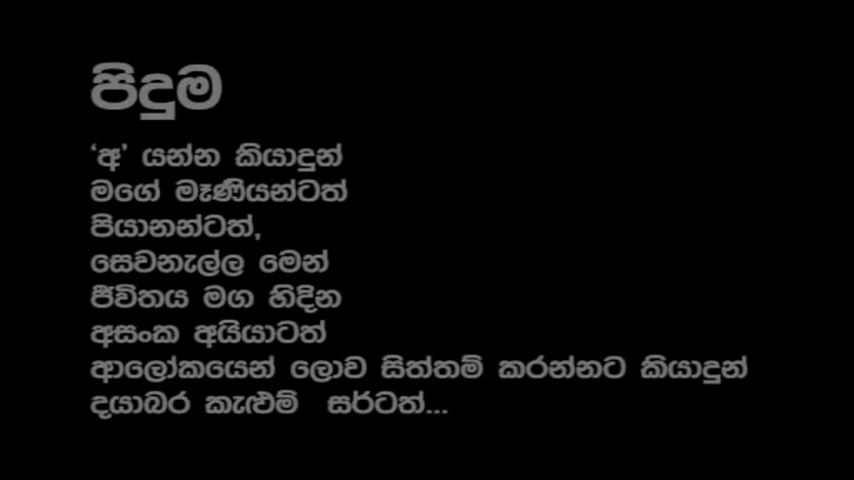 පිදුම
‘අ’ යන්න කියාදුන්
මගේ මෑණියන්ටත්
පියානන්ටත්,
සෙවනැල්ල මෙන්
ජීවිතය මග හිදින
අසංක අයියාටත්
ආලෝකයෙන් ලොව සිත්තම් කරන්නට කියාදුන්
දයාබර කැළුම් සර්ටත්...